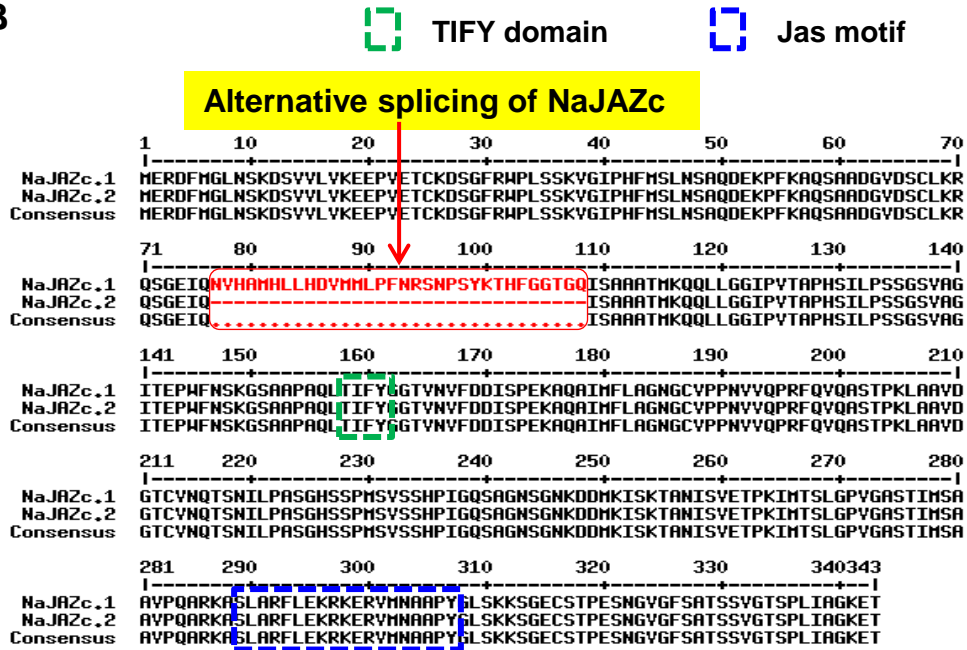 B
TIFY domain
Jas motif
Alternative splicing of NaJAZc
1 10 20 30 40 50 60 70
|--------+---------+---------+---------+---------+---------+---------|
NaJAZc.1 MERDFMGLNSKDSVVLVKEEPVETCKDSGFRWPLSSKVGIPHFMSLNSAQDEKPFKAQSAADGVDSCLKR
NaJAZc.2 MERDFMGLNSKDSVVLVKEEPVETCKDSGFRWPLSSKVGIPHFMSLNSAQDEKPFKAQSAADGVDSCLKR
Consensus MERDFMGLNSKDSVVLVKEEPVETCKDSGFRWPLSSKVGIPHFMSLNSAQDEKPFKAQSAADGVDSCLKR
71 80 90 100 110 120 130 140
|--------+---------+---------+---------+---------+---------+---------|
NaJAZc.1 QSGEIQNVHAMHLLHDVMMLPFNRSNPSYKTHFGGTGQISAAATMKQQLLGGIPVTAPHSILPSSGSVAG
NaJAZc.2 QSGEIQ--------------------------------ISAAATMKQQLLGGIPVTAPHSILPSSGSVAG
Consensus QSGEIQ................................ISAAATMKQQLLGGIPVTAPHSILPSSGSVAG
141 150 160 170 180 190 200 210
|--------+---------+---------+---------+---------+---------+---------|
NaJAZc.1 ITEPWFNSKGSAAPAQLTIFYGGTVNVFDDISPEKAQAIMFLAGNGCVPPNVVQPRFQVQASTPKLAAVD
NaJAZc.2 ITEPWFNSKGSAAPAQLTIFYGGTVNVFDDISPEKAQAIMFLAGNGCVPPNVVQPRFQVQASTPKLAAVD
Consensus ITEPWFNSKGSAAPAQLTIFYGGTVNVFDDISPEKAQAIMFLAGNGCVPPNVVQPRFQVQASTPKLAAVD
211 220 230 240 250 260 270 280
|--------+---------+---------+---------+---------+---------+---------|
NaJAZc.1 GTCVNQTSNILPASGHSSPMSVSSHPIGQSAGNSGNKDDMKISKTANISVETPKIMTSLGPVGASTIMSA
NaJAZc.2 GTCVNQTSNILPASGHSSPMSVSSHPIGQSAGNSGNKDDMKISKTANISVETPKIMTSLGPVGASTIMSA
Consensus GTCVNQTSNILPASGHSSPMSVSSHPIGQSAGNSGNKDDMKISKTANISVETPKIMTSLGPVGASTIMSA
281 290 300 310 320 330 340343
|--------+---------+---------+---------+---------+---------+--|
NaJAZc.1 AVPQARKASLARFLEKRKERVMNAAPYGLSKKSGECSTPESNGVGFSATSSVGTSPLIAGKET
NaJAZc.2 AVPQARKASLARFLEKRKERVMNAAPYGLSKKSGECSTPESNGVGFSATSSVGTSPLIAGKET
Consensus AVPQARKASLARFLEKRKERVMNAAPYGLSKKSGECSTPESNGVGFSATSSVGTSPLIAGKET